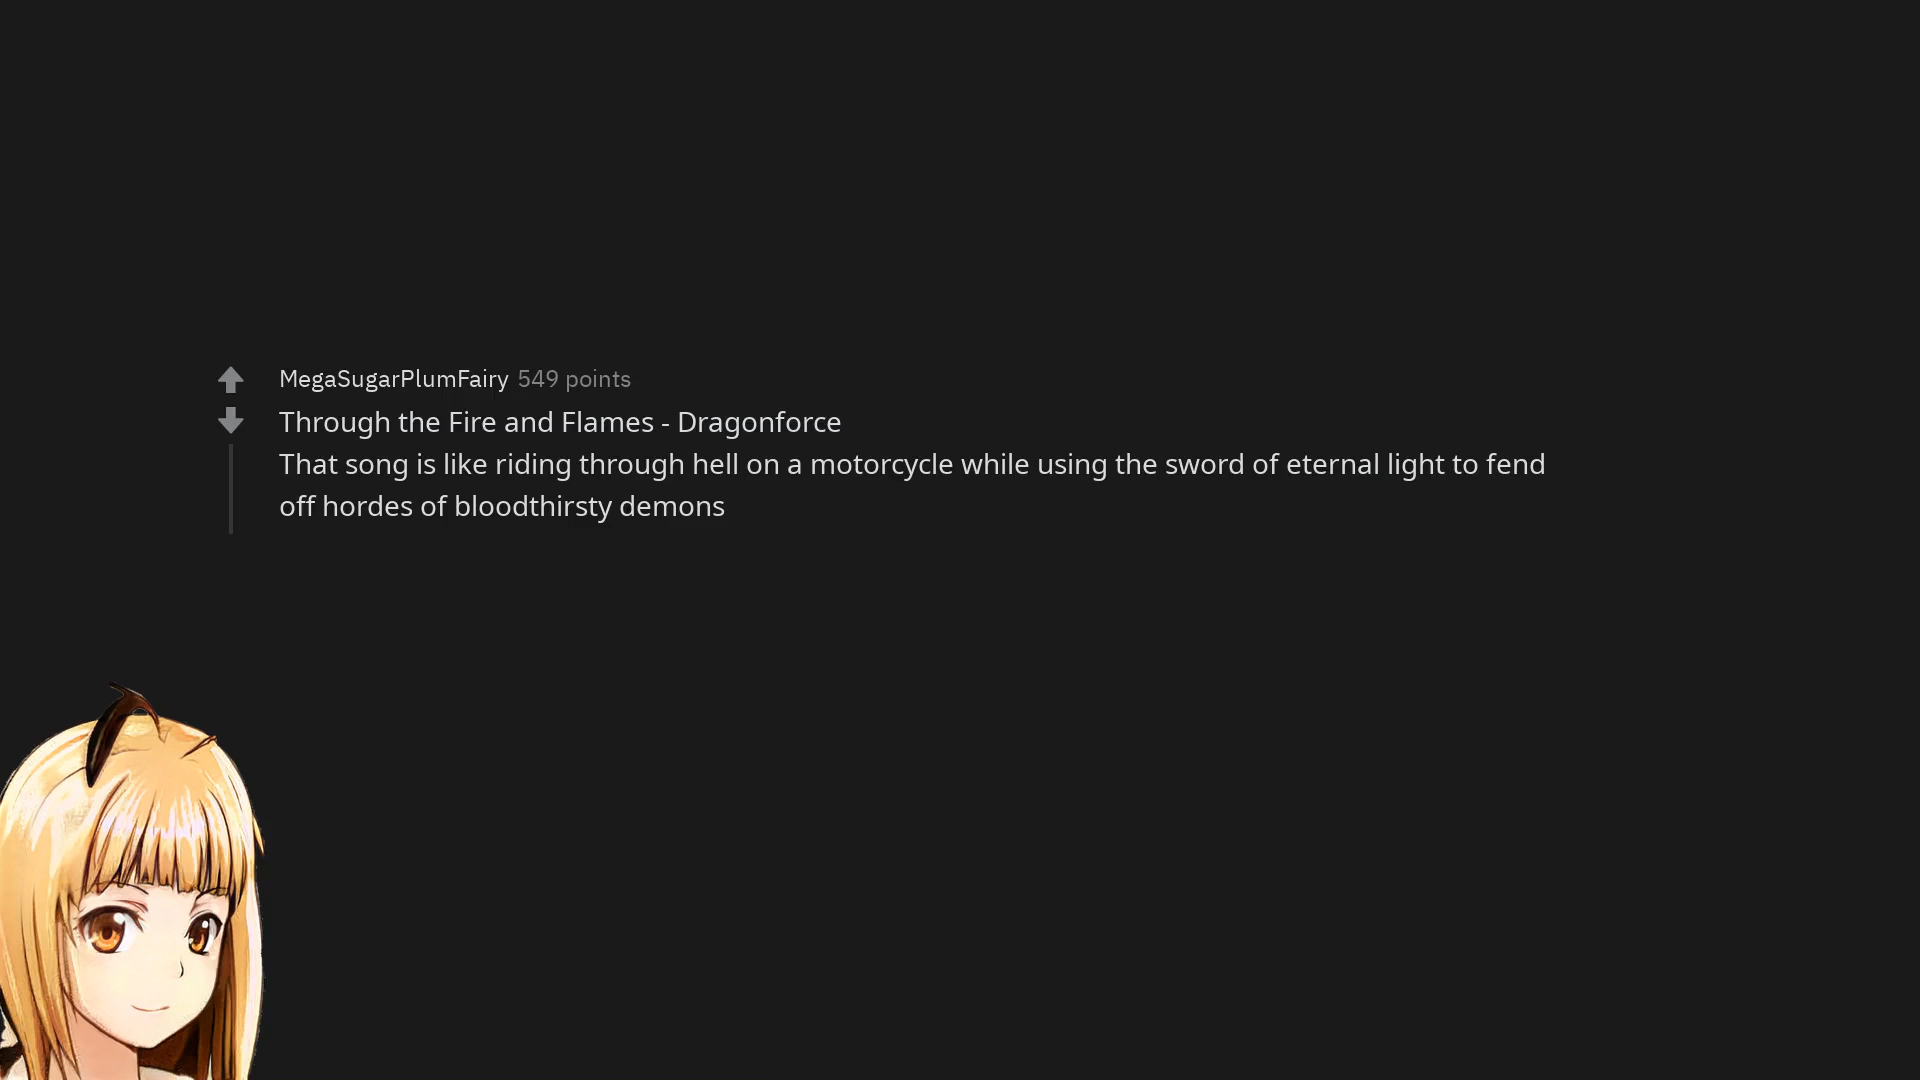 MegaSugarPlumFairy 549 points
Through the Fire and Flames - Dragonforce
That song is like riding through hell on a motorcycle while using the sword of eternal light to fend
off hordes of bloodthirsty demons